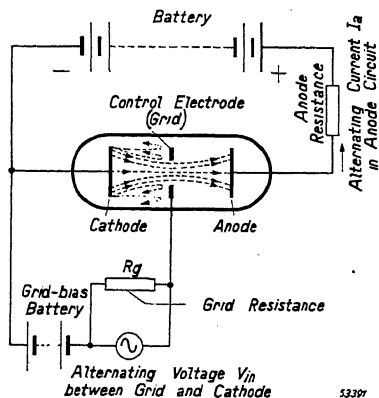 Battery
−
+
Control Electrode
(Grid)
Anode
Resistance
Alternating Current Ia
in Anode Circuit
Cathode
Anode
Rg
Grid-bias
Battery
Grid Resistance
Alternating Voltage Vin
between Grid and Cathode
53391